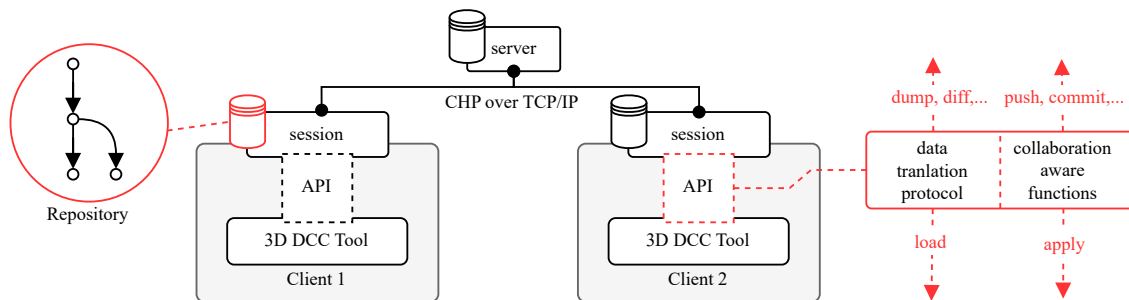 server
CHP over TCP/IP
dump, diff,...
push, commit,...
session
session
data
tranlation
protocol
collaboration
aware
functions
API
API
Repository
3D DCC Tool
3D DCC Tool
load
apply
Client 1
Client 2